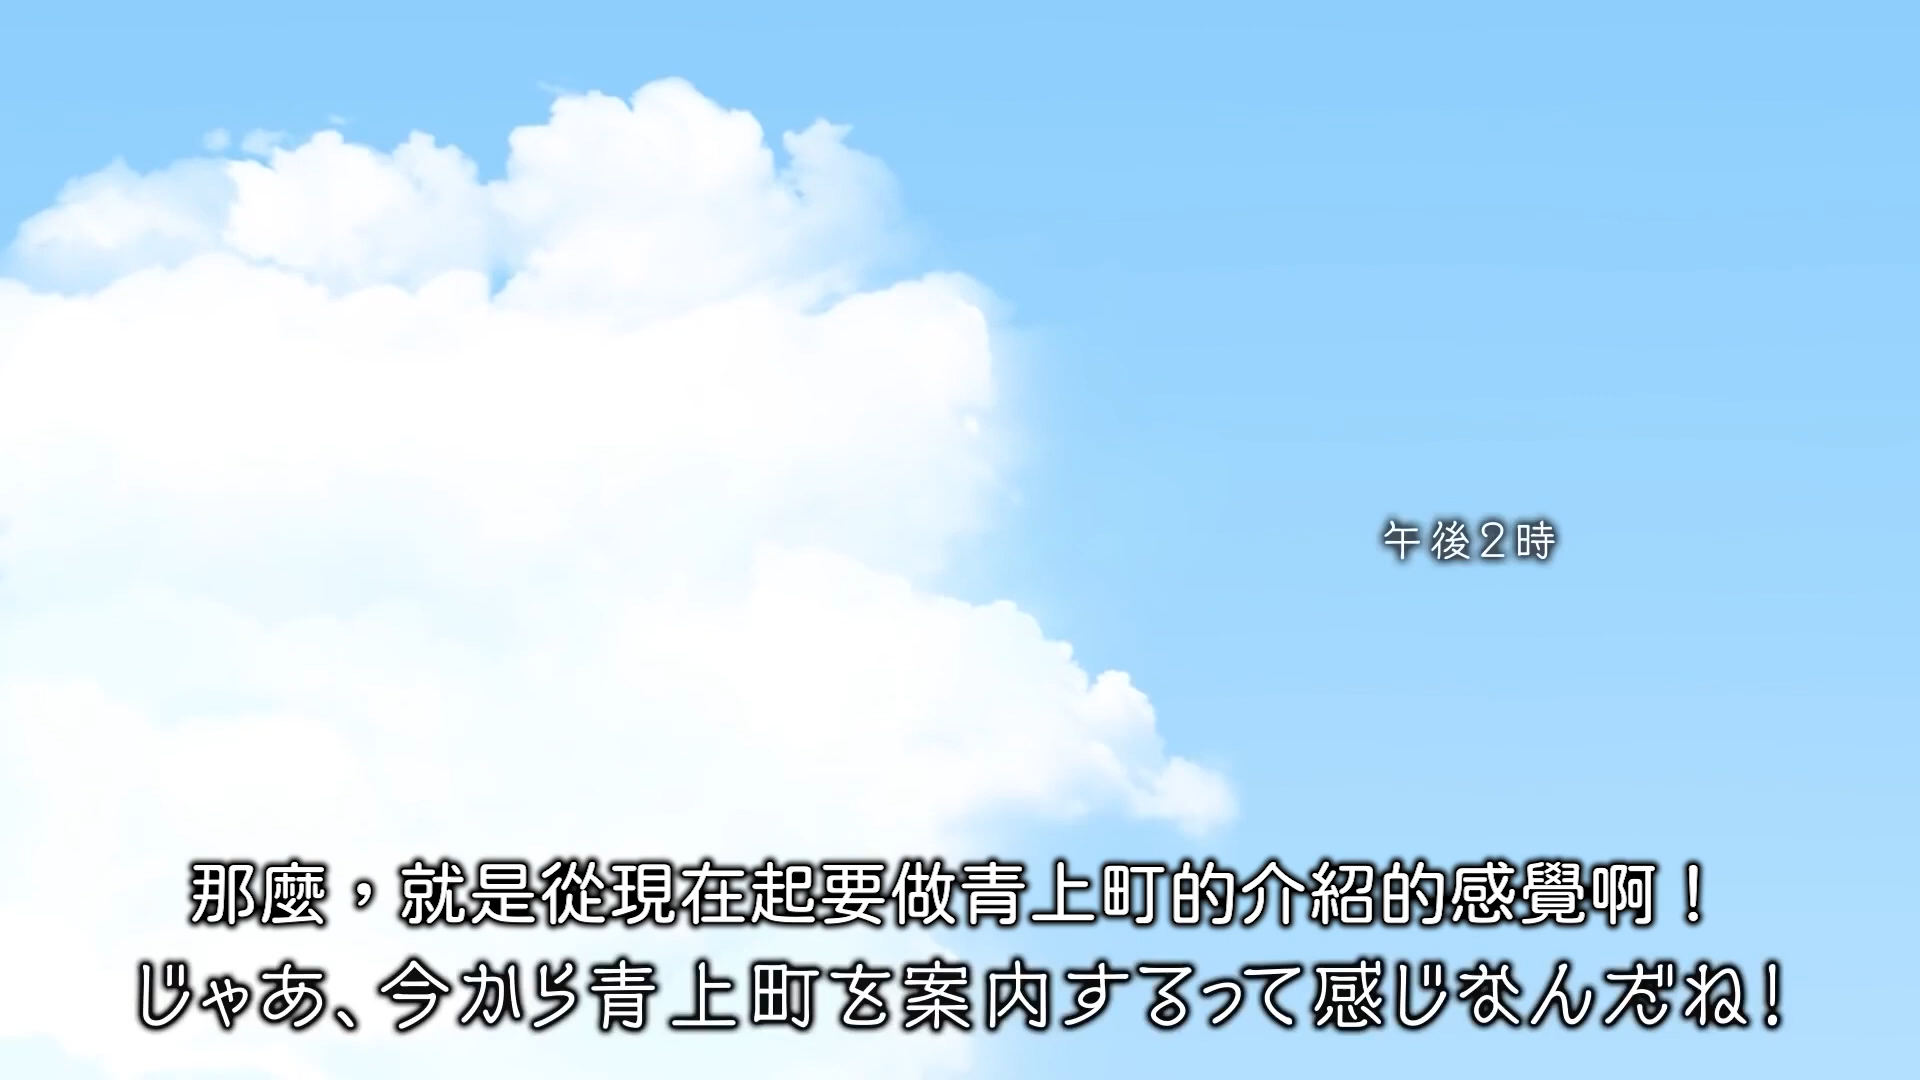 午後2時
那麼，就是從現在起要做青上町的介紹的感覺啊！
じゃあ、今から青上町を案内するって感じなんだね！